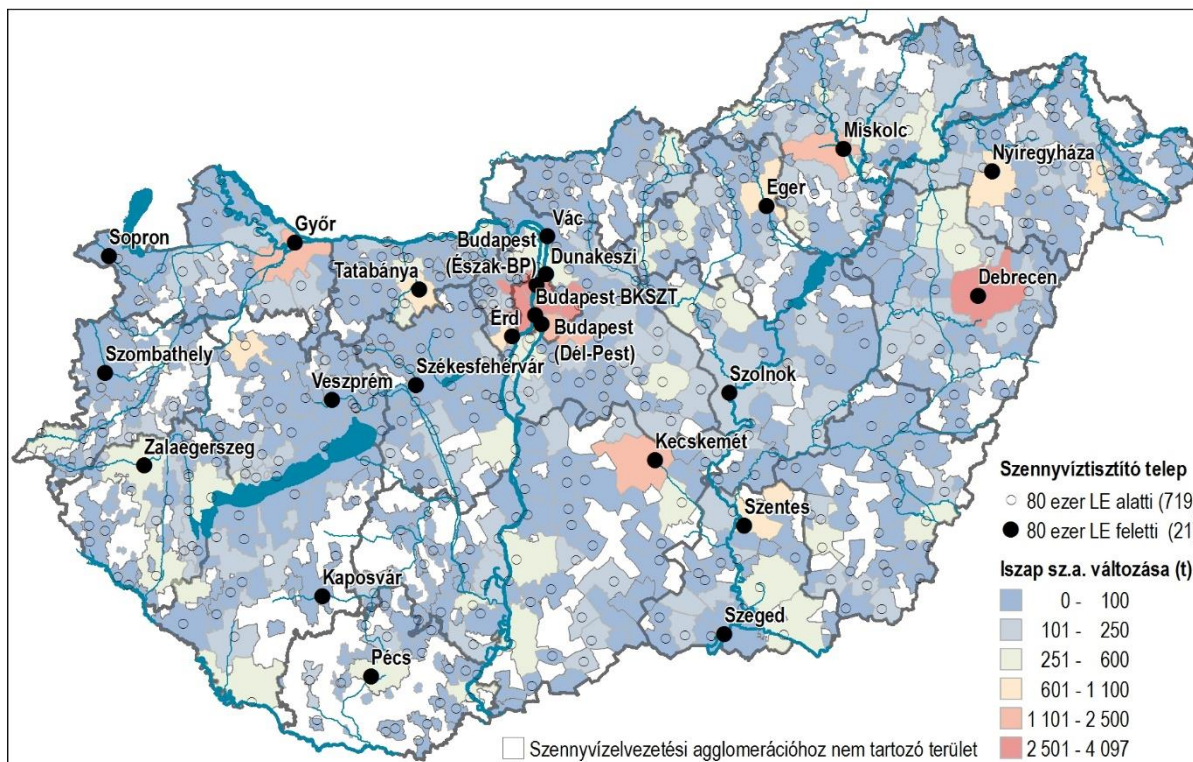 Miskolc
Nyíregyháza
Eger
Győr
Vác
Sopron
Budapest
(Észak-BP)
Dunakeszi
Tatabánya
Debrecen
Budapest BKSZT
Érd
Budapest
(Dél-Pest)
Szombathely
Székesfehérvár
Veszprém
Szolnok
Zalaegerszeg
Kecskemét
Szentes
Kaposvár
Szeged
Pécs
Szennyvíztisztító telep
80 ezer LE alatti (719
80 ezer LE feletti (21
Iszap sz.a. változása (t)
0 - 100
101 - 250
251 - 600
601 - 1 100
1 101 - 2 500
2 501 - 4 097
Szennyvízelvezetési agglomerációhoz nem tartozó terület